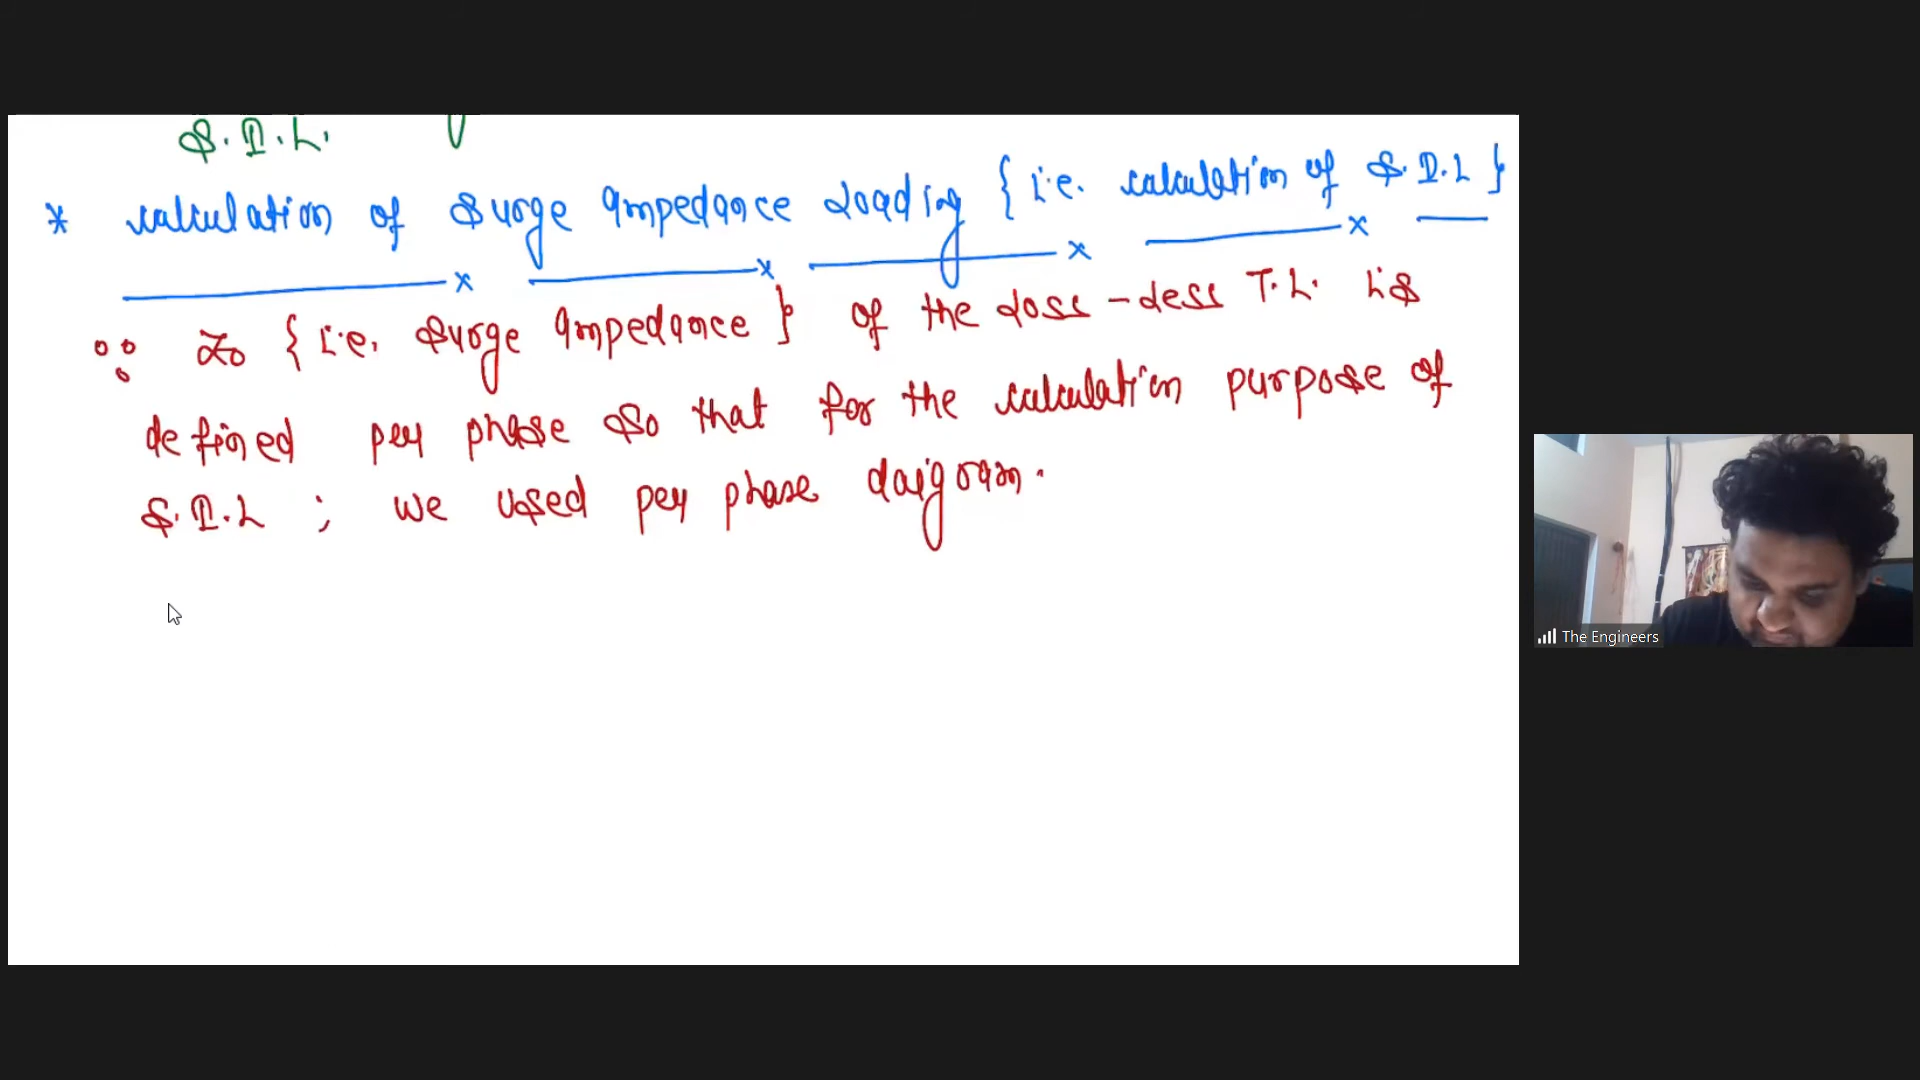 S.I.L.
* calculation of Surge Impedance Loading { i.e. calculation of S.I.L }
∵ Zo { i.e. Surge Impedance } of the Loss-Less T.L. is
defined per phase so that for the calculation purpose of
S.I.L ; we used per phase daigram.
The Engineers